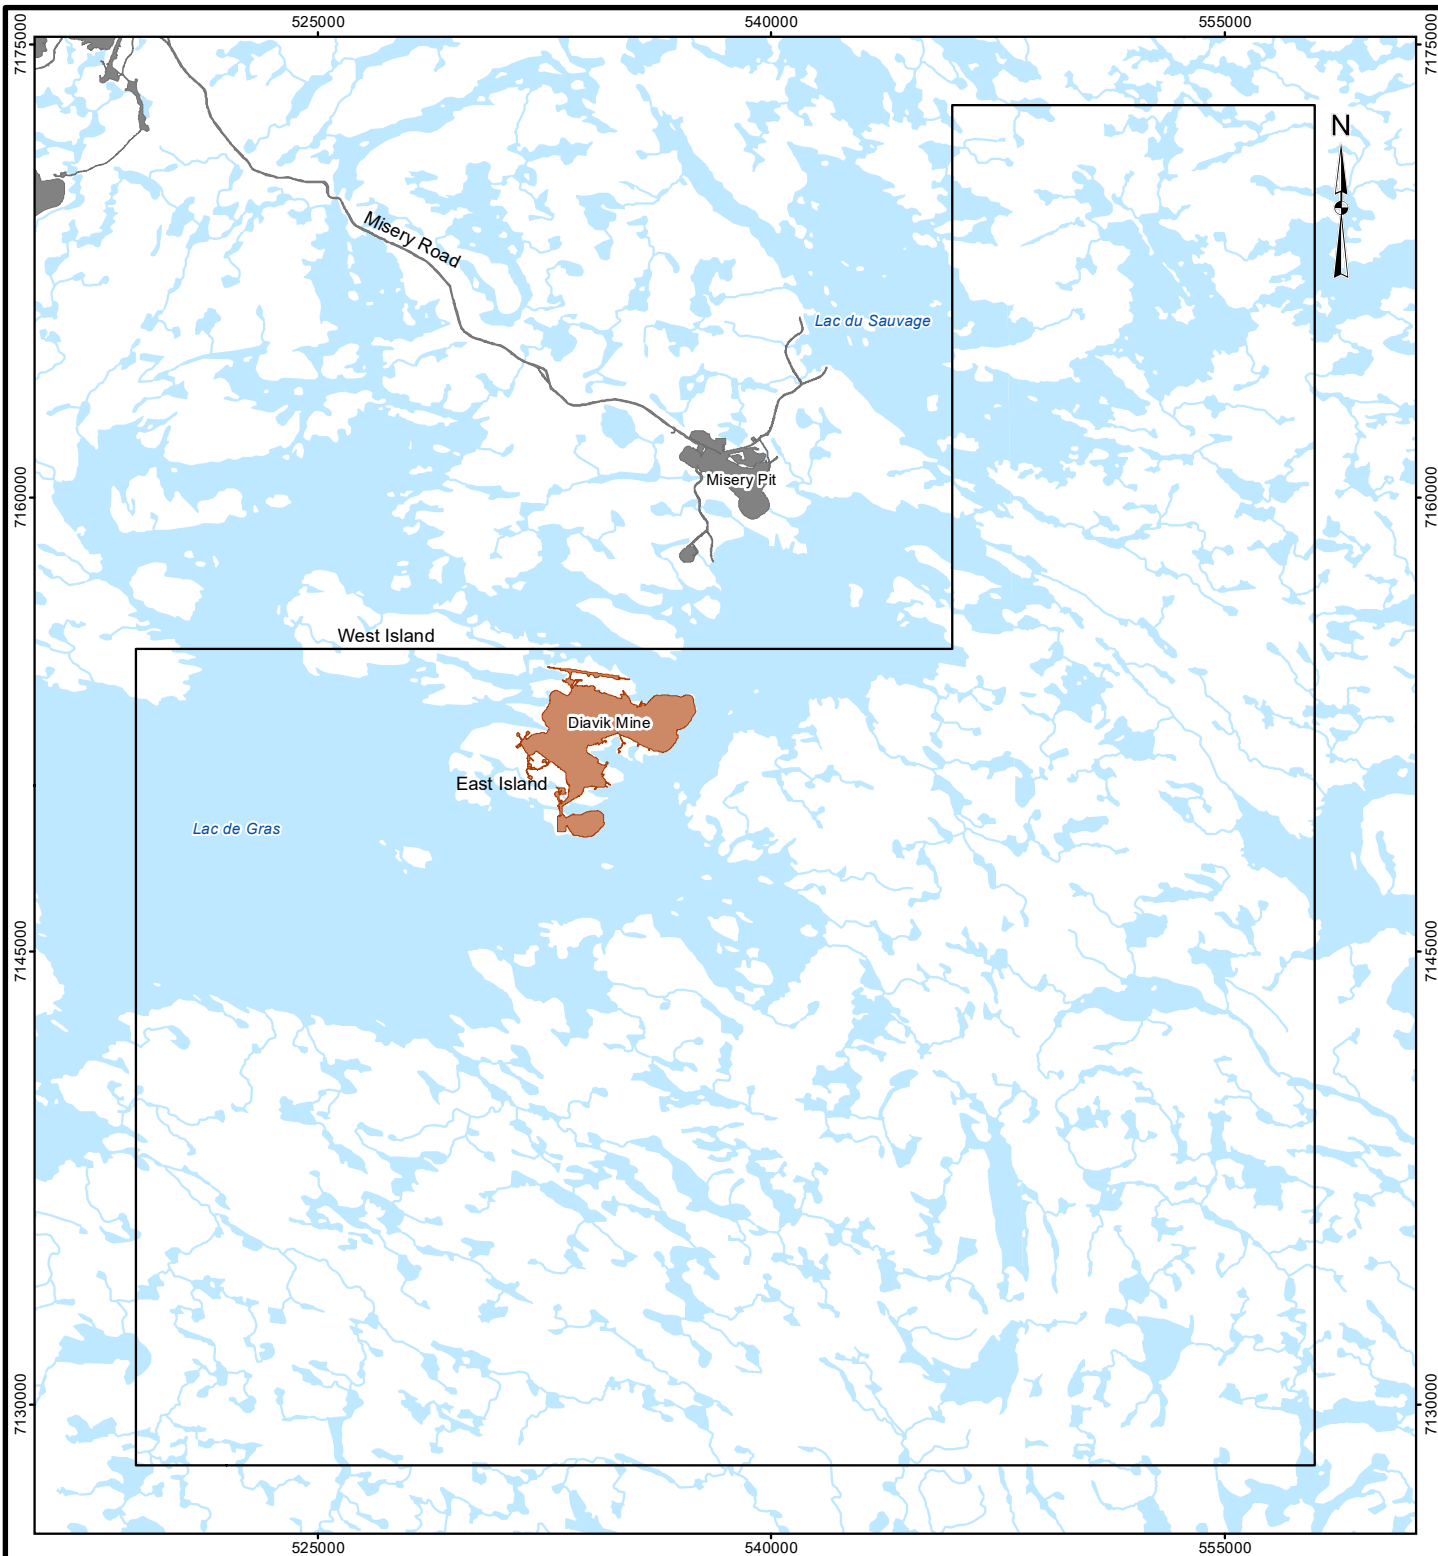 525000
540000
555000
7175000
7175000
N
Misery Road
Lac du Sauvage
Misery Pit
7160000
7160000
West Island
Diavik Mine
East Island
Lac de Gras
7145000
7145000
7130000
7130000
525000
540000
555000